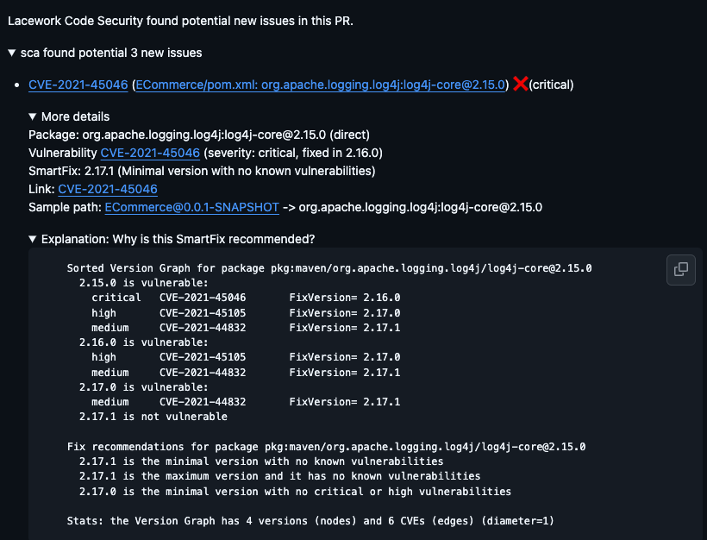 Lacework Code Security found potential new issues in this PR.
▼ sca found potential 3 new issues
• CVE-2021-45046 (ECommerce/pom.xml: org.apache.logging.log4j:log4j-core@2.15.0) ❌(critical)
▼ More details
Package: org.apache.logging.log4j:log4j-core@2.15.0 (direct)
Vulnerability CVE-2021-45046 (severity: critical, fixed in 2.16.0)
SmartFix: 2.17.1 (Minimal version with no known vulnerabilities)
Link: CVE-2021-45046
Sample path: ECommerce@0.0.1-SNAPSHOT -> org.apache.logging.log4j:log4j-core@2.15.0
▼ Explanation: Why is this SmartFix recommended?
Sorted Version Graph for package pkg:maven/org.apache.logging.log4j/log4j-core@2.15.0
2.15.0 is vulnerable:
critical CVE-2021-45046 FixVersion= 2.16.0
high CVE-2021-45105 FixVersion= 2.17.0
medium CVE-2021-44832 FixVersion= 2.17.1
2.16.0 is vulnerable:
high CVE-2021-45105 FixVersion= 2.17.0
medium CVE-2021-44832 FixVersion= 2.17.1
2.17.0 is vulnerable:
medium CVE-2021-44832 FixVersion= 2.17.1
2.17.1 is not vulnerable
Fix recommendations for package pkg:maven/org.apache.logging.log4j/log4j-core@2.15.0
2.17.1 is the minimal version with no known vulnerabilities
2.17.1 is the maximum version and it has no known vulnerabilities
2.17.0 is the minimal version with no critical or high vulnerabilities
Stats: the Version Graph has 4 versions (nodes) and 6 CVEs (edges) (diameter=1)